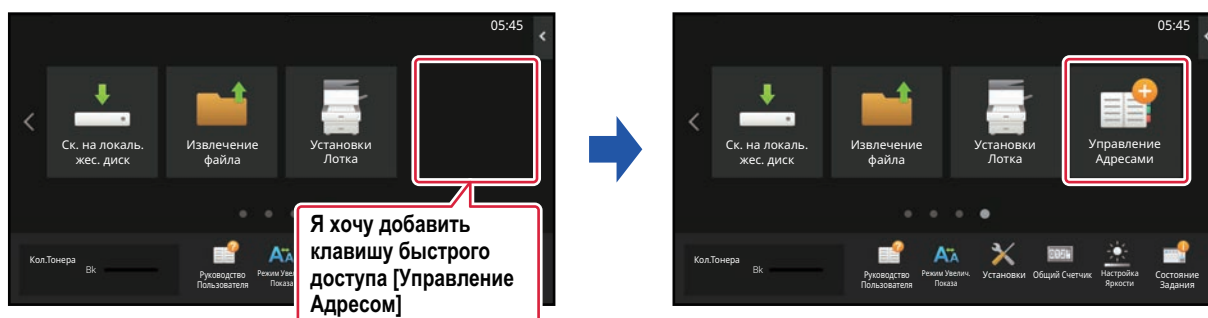 05:45
Ск. на локаль.
жес. диск
Извлечение
файла
Установки
Лотка
Кол.Тонера
Bk
Руководство
Пользователя
Режим Увел
Показа
Я хочу добавить
клавишу быстрого
доступа [Управление
Адресом]
05:45
Ск. на локаль.
жес. диск
Извлечение
файла
Установки
Лотка
Управление
Адресами
Кол.Тонера
Bk
Руководство
Пользователя
Режим Увелич.
Показа
Установки
Общий Счетчик
Настройка
Яркости
Состояние
Задания